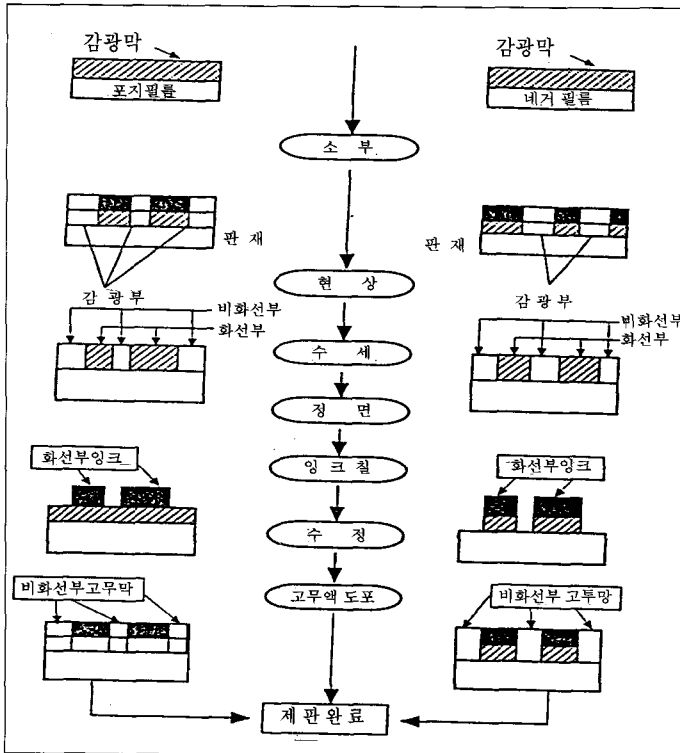 감광막
포지필름
감광막
네거 필름
소 부
판 재
감 광 부
비화선부
화선부
판 재
감 광 부
비화선부
화선부
현 상
수 세
정 면
잉 크 칠
화선부잉크
화선부잉크
수 정
고무액 도포
비화선부고무막
비화선부 고투망
제 판 완 료